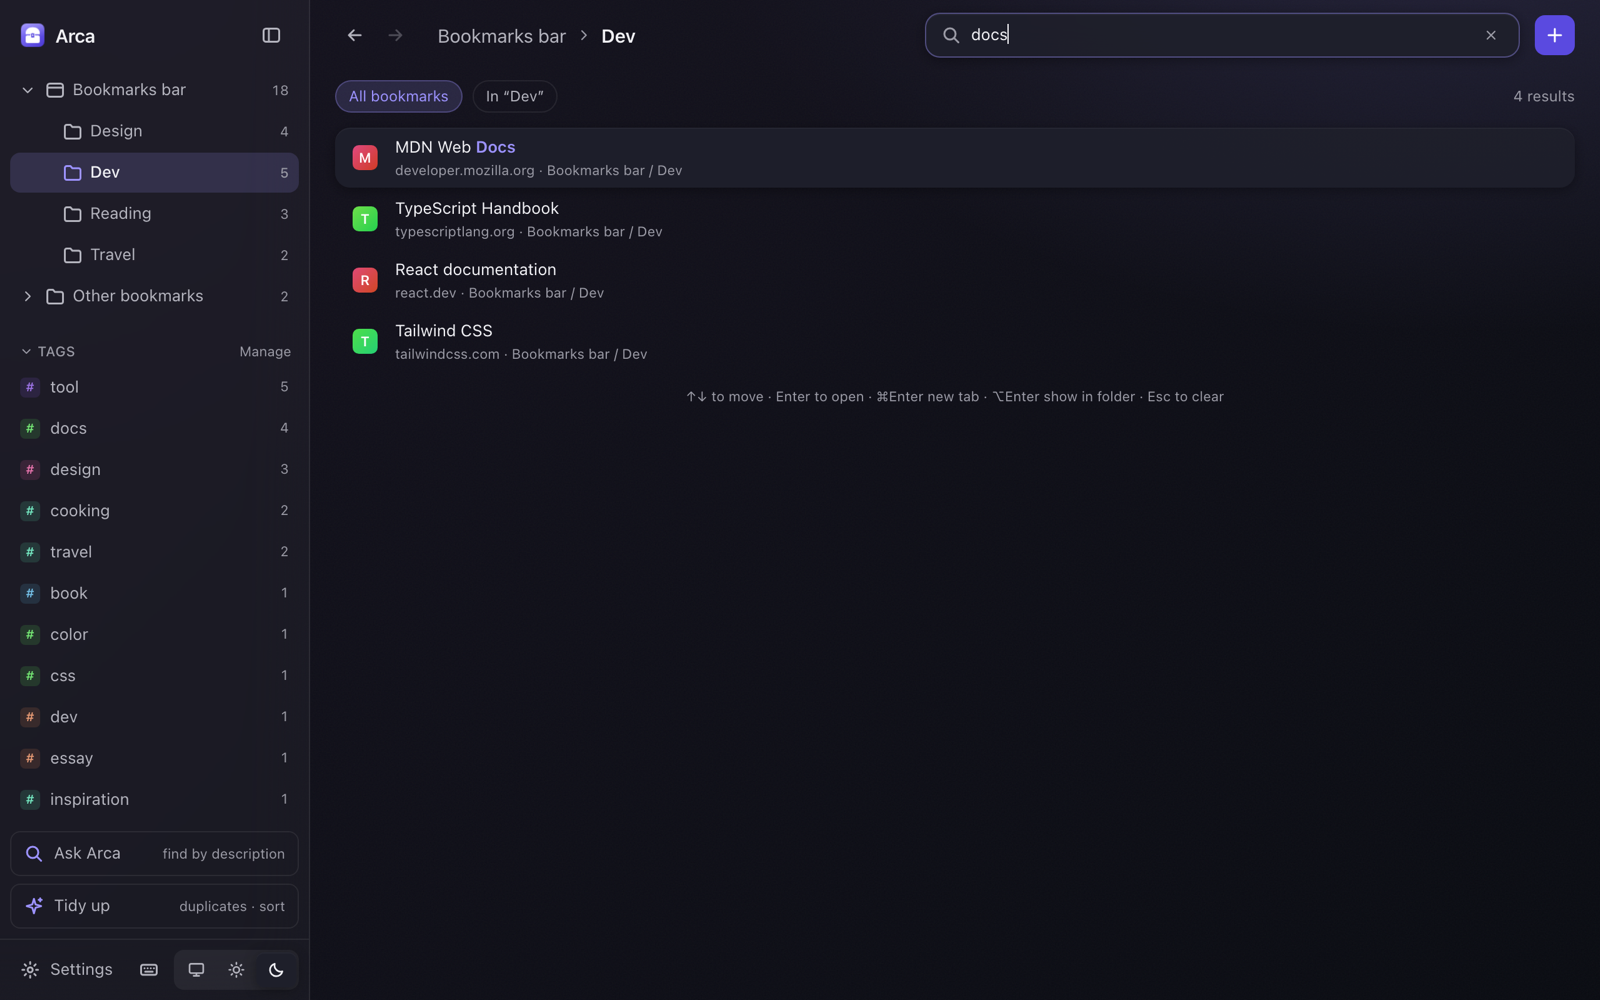 Arca
Bookmarks bar 18
Design 4
Dev 5
Reading 3
Travel 2
Other bookmarks 2
TAGS Manage
# tool 5
# docs 4
# design 3
# cooking 2
# travel 2
# book 1
# color 1
# css 1
# dev 1
# essay 1
# inspiration 1
Ask Arca find by description
Tidy up duplicates · sort
Settings
Bookmarks bar › Dev
docs
All bookmarks In “Dev” 4 results
M
MDN Web Docs
developer.mozilla.org · Bookmarks bar / Dev
T
TypeScript Handbook
typescriptlang.org · Bookmarks bar / Dev
R
React documentation
react.dev · Bookmarks bar / Dev
T
Tailwind CSS
tailwindcss.com · Bookmarks bar / Dev
↑↓ to move · Enter to open · ⌘Enter new tab · ⌥Enter show in folder · Esc to clear